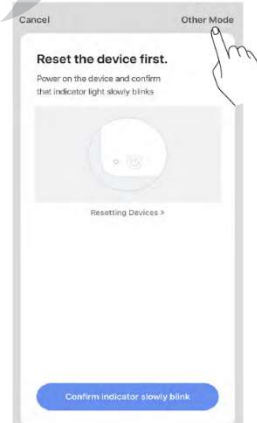 Cancel Other Mode
Reset the device first.
Power on the device and confirm
that indicator light slowly blinks
Resetting Devices >
Confirm indicator slowly blink